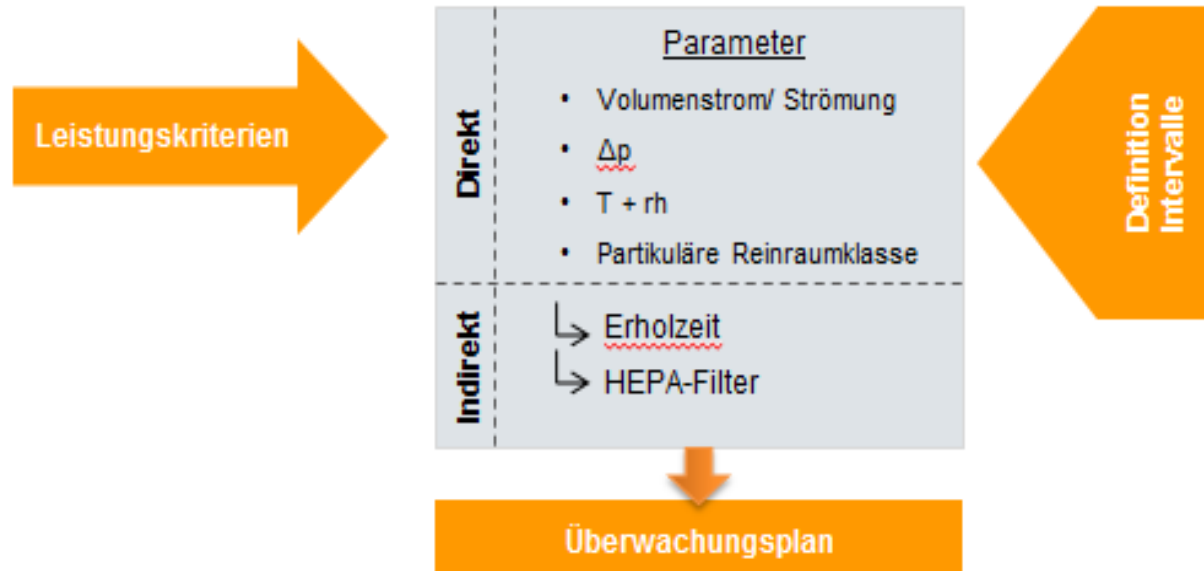 Leistungskriterien
Parameter
Direkt
• Volumenstrom/ Strömung
• Δp
• T + rh
• Partikuläre Reinraumklasse
Indirekt
Erholzeit
HEPA-Filter
Definition
Intervalle
Überwachungsplan